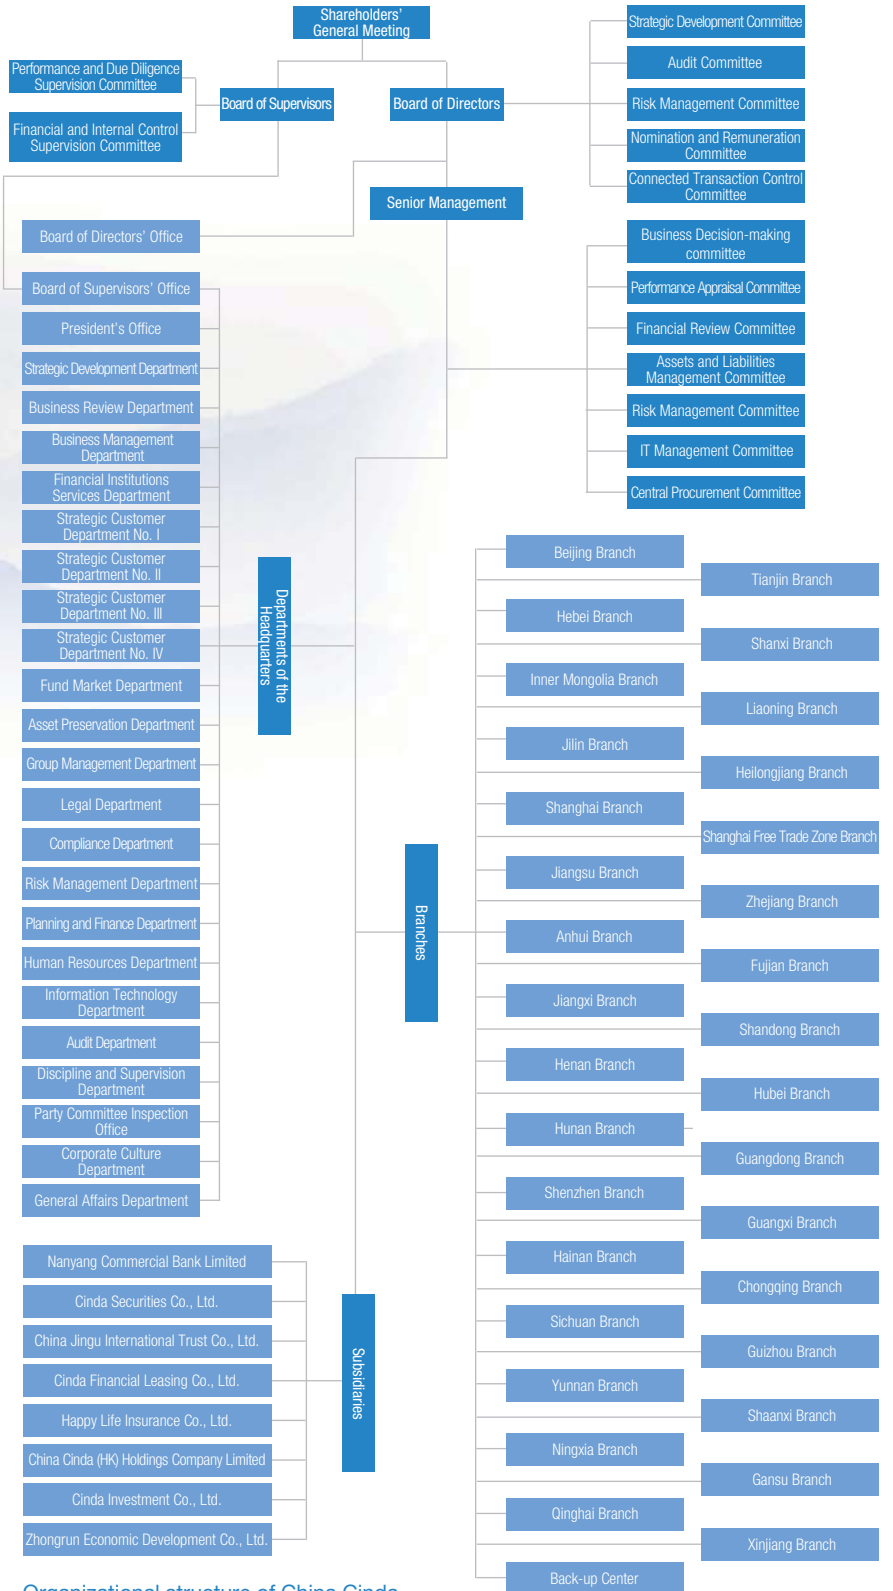 Shareholders'
General Meeting
Performance and Due Diligence
Supervision Committee
Financial and Internal Control
Supervision Committee
Board of Supervisors
Board of Directors
Strategic Development Committee
Audit Committee
Risk Management Committee
Nomination and Remuneration
Committee
Connected Transaction Control
Committee
Senior Management
Business Decision-making
committee
Performance Appraisal Committee
Financial Review Committee
Assets and Liabilities
Management Committee
Risk Management Committee
IT Management Committee
Central Procurement Committee
Board of Directors' Office
Board of Supervisors' Office
President's Office
Strategic Development Department
Business Review Department
Business Management
Department
Financial Institutions
Services Department
Strategic Customer
Department No. I
Strategic Customer
Department No. II
Strategic Customer
Department No. III
Strategic Customer
Department No. IV
Fund Market Department
Asset Preservation Department
Group Management Department
Legal Department
Compliance Department
Risk Management Department
Planning and Finance Department
Human Resources Department
Information Technology
Department
Audit Department
Discipline and Supervision
Department
Party Committee Inspection
Office
Corporate Culture
Department
General Affairs Department
Departments of the
Headquarters
Branches
Beijing Branch
Tianjin Branch
Hebei Branch
Shanxi Branch
Inner Mongolia Branch
Liaoning Branch
Jilin Branch
Heilongjiang Branch
Shanghai Branch
Shanghai Free Trade Zone Branch
Jiangsu Branch
Zhejiang Branch
Anhui Branch
Fujian Branch
Jiangxi Branch
Shandong Branch
Henan Branch
Hubei Branch
Hunan Branch
Guangdong Branch
Shenzhen Branch
Guangxi Branch
Hainan Branch
Chongqing Branch
Sichuan Branch
Guizhou Branch
Yunnan Branch
Shaanxi Branch
Ningxia Branch
Gansu Branch
Qinghai Branch
Xinjiang Branch
Back-up Center
Nanyang Commercial Bank Limited
Cinda Securities Co., Ltd.
China Jingu International Trust Co., Ltd.
Cinda Financial Leasing Co., Ltd.
Happy Life Insurance Co., Ltd.
China Cinda (HK) Holdings Company Limited
Cinda Investment Co., Ltd.
Zhongrun Economic Development Co., Ltd.
Subsidiaries
Organizational structure of China Cinda